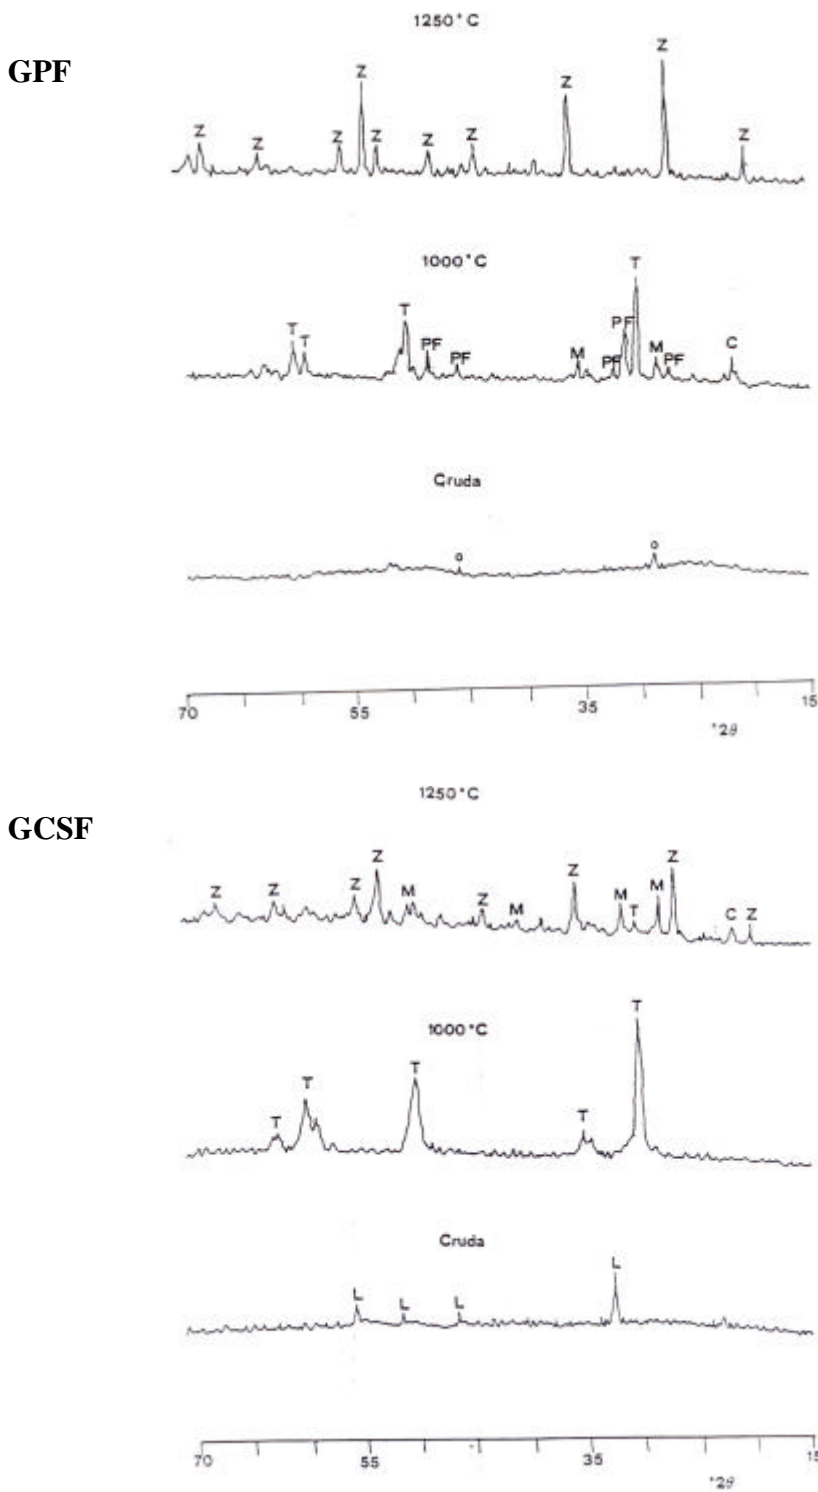 1250°C
GPF
Z Z Z Z Z Z Z Z Z Z
1000°C
T T T PF PF M PF PF T M PF C
Cruda
o o
70 55 35 15
°2θ
1250°C
GCSF
Z Z Z Z M Z M Z M T M Z C Z
1000°C
T T T T T
Cruda
L L L L
70 55 35 15
°2θ